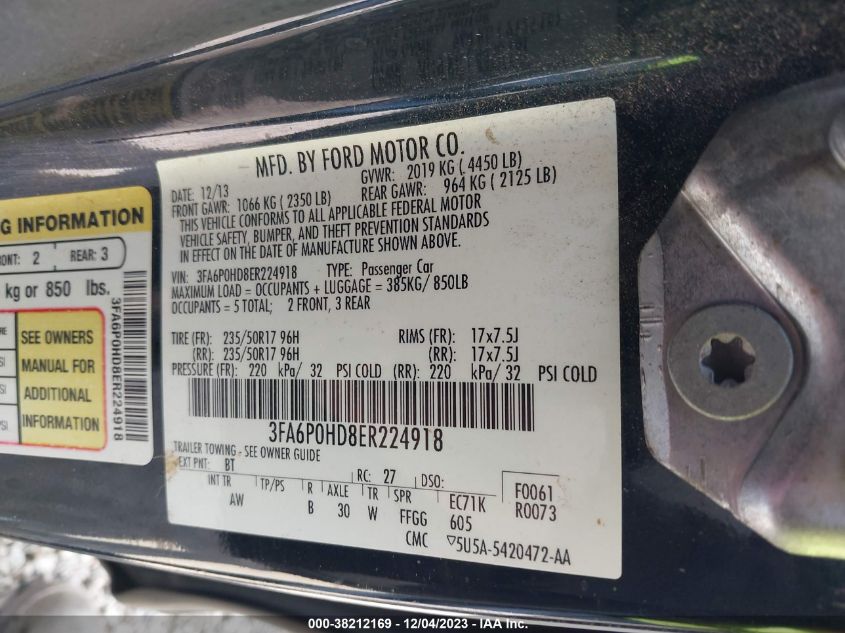 MFD. BY FORD MOTOR CO.
DATE: 12/13 GVWR: 2019 KG ( 4450 LB)
FRONT GAWR: 1066 KG ( 2350 LB) REAR GAWR: 964 KG ( 2125 LB)
THIS VEHICLE CONFORMS TO ALL APPLICABLE FEDERAL MOTOR
VEHICLE SAFETY, BUMPER, AND THEFT PREVENTION STANDARDS
IN EFFECT ON THE DATE OF MANUFACTURE SHOWN ABOVE.
VIN: 3FA6P0HD8ER224918 TYPE: Passenger Car
MAXIMUM LOAD = OCCUPANTS + LUGGAGE = 385KG/ 850LB
OCCUPANTS = 5 TOTAL; 2 FRONT, 3 REAR
TIRE (FR): 235/50R17 96H RIMS (FR): 17x7.5J
(RR): 235/50R17 96H (RR): 17x7.5J
PRESSURE (FR): 220 kPa/ 32 PSI COLD (RR): 220 kPa/ 32 PSI COLD
3FA6P0HD8ER224918
TRAILER TOWING - SEE OWNER GUIDE
EXT PNT: BT RC: 27 DSO: F0061
R0073
INT TR TP/PS R AXLE TR SPR EC71K
AW B 30 W FFGG 605
CMC ▽5U5A-5420472-AA
G INFORMATION
RONT: 2 REAR: 3
kg or 850 lbs.
SEE OWNERS
MANUAL FOR
ADDITIONAL
INFORMATION
3FA6P0HD8ER224918
000-38212169 - 12/04/2023 - IAA Inc.